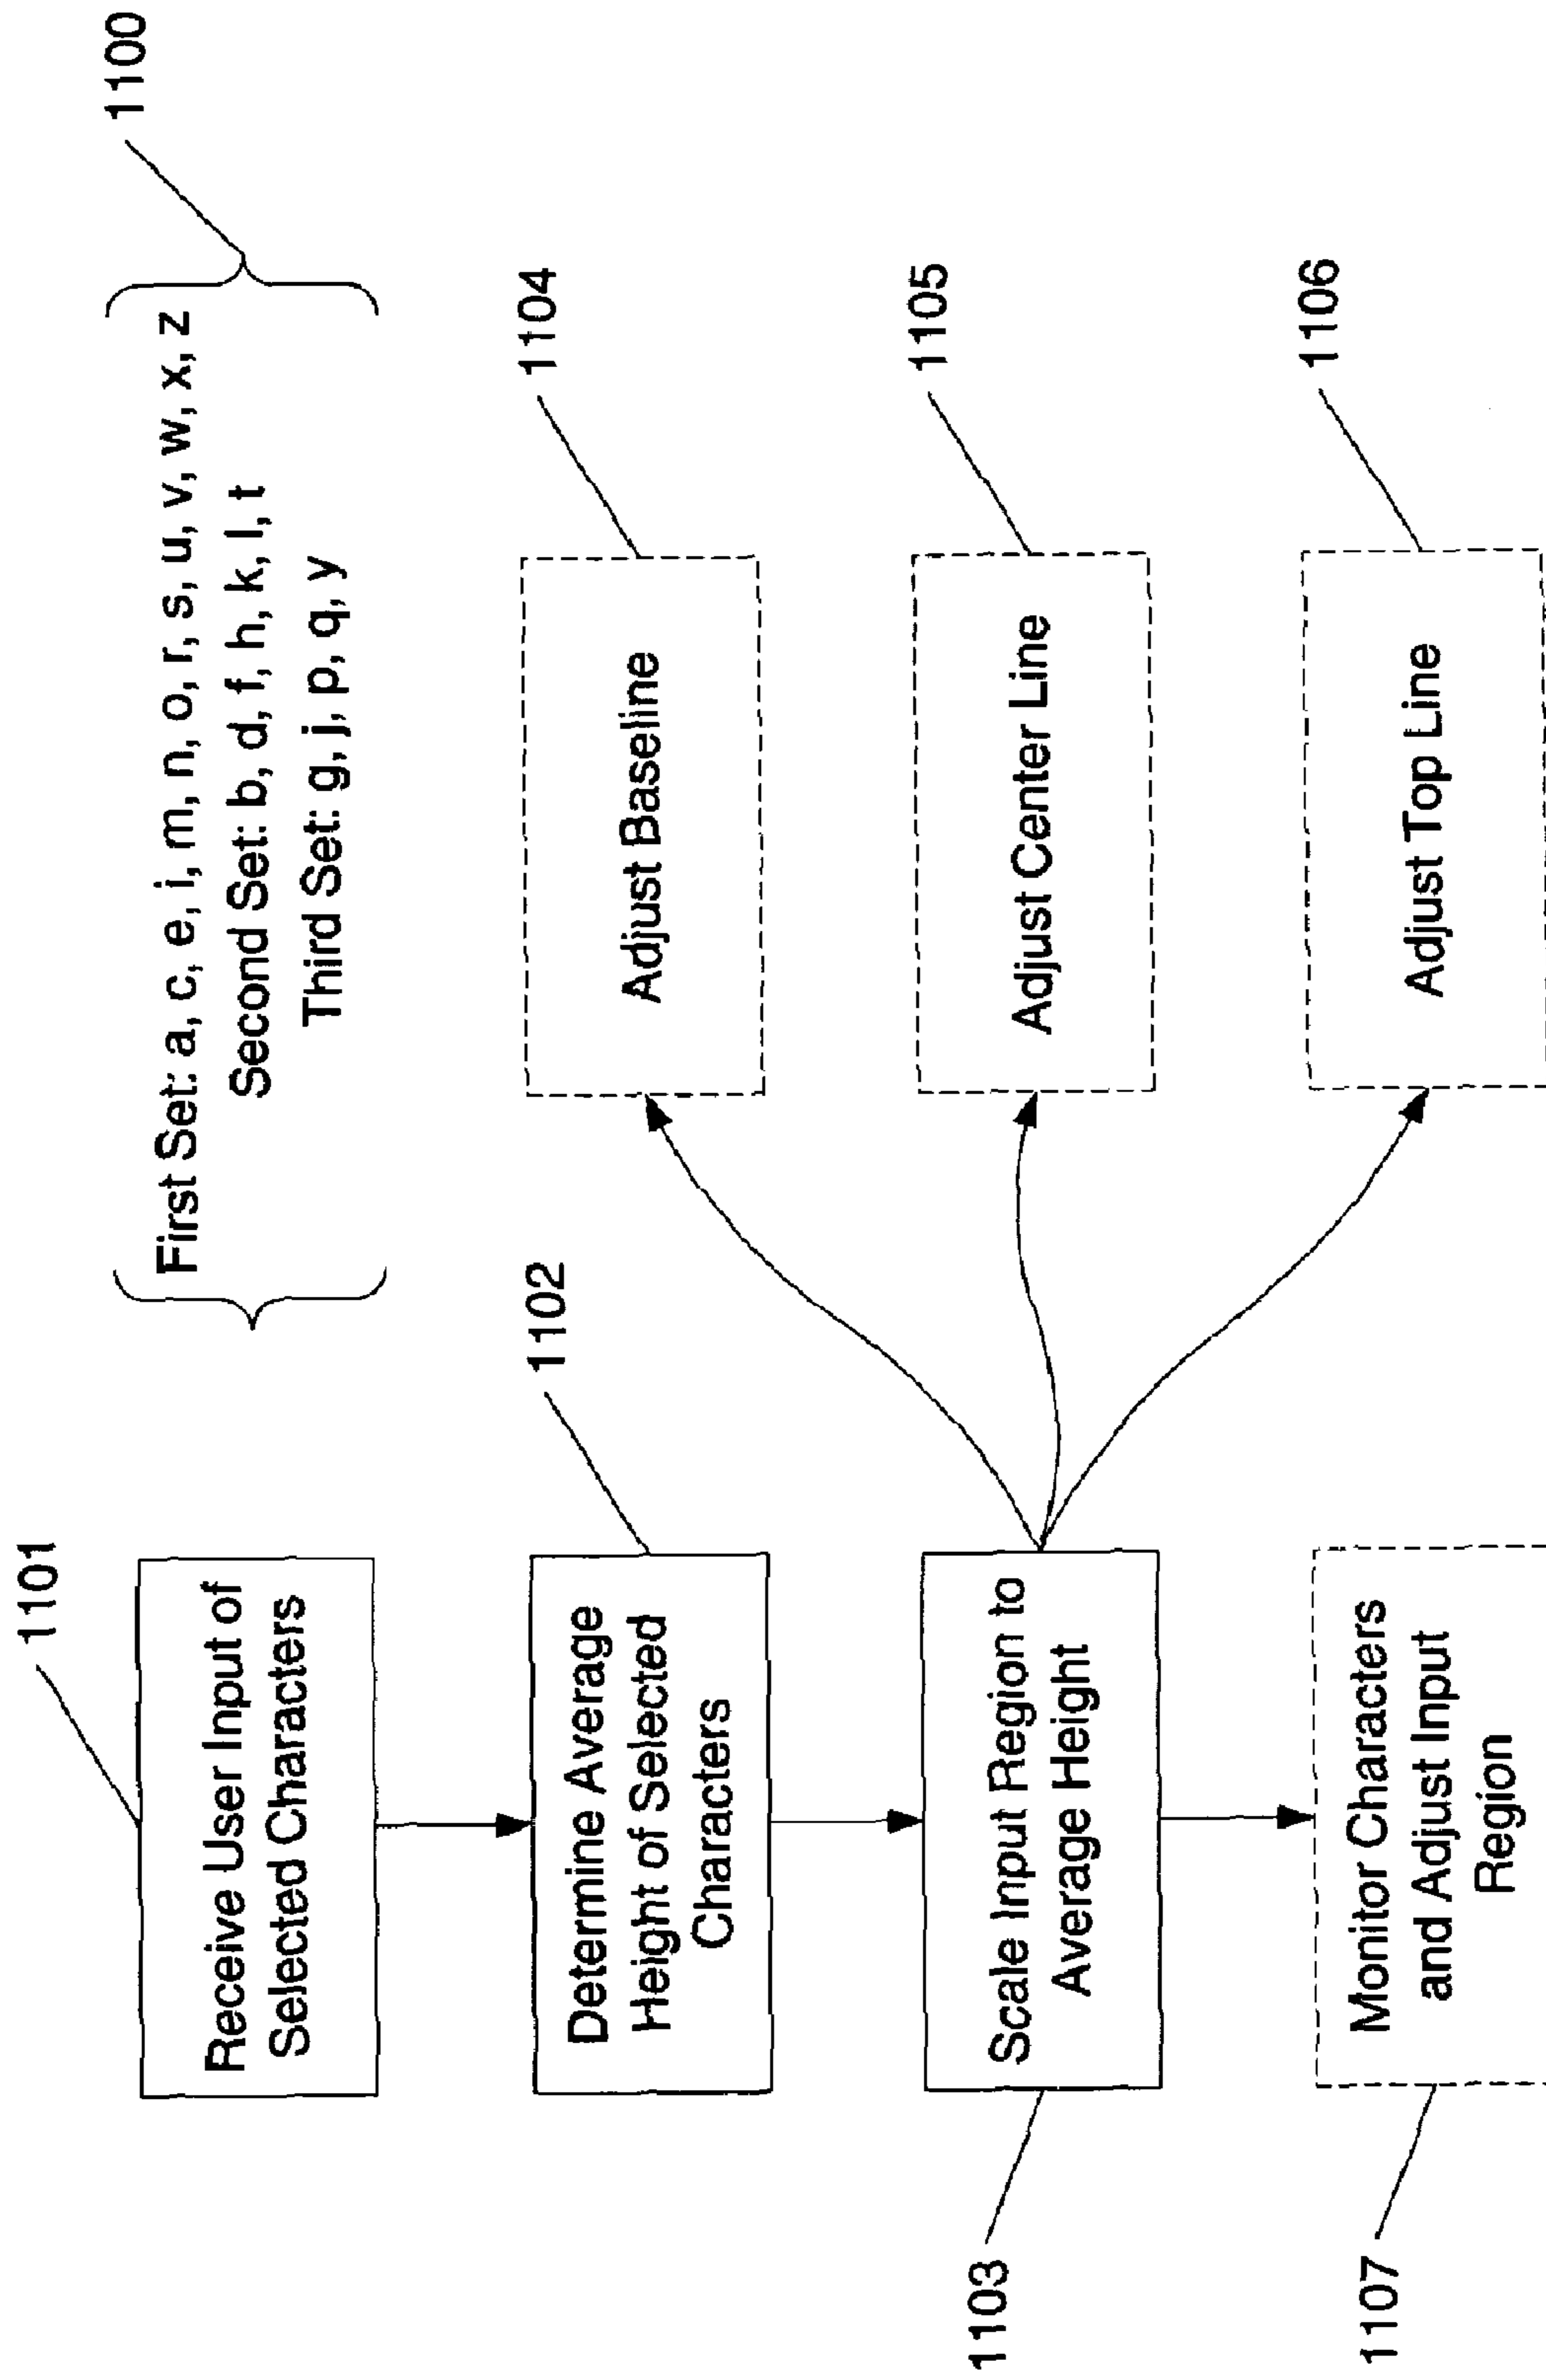 1101
Receive User Input of
Selected Characters
First Set: a, c, e, i, m, n, o, r, s, u, v, w, x, z
Second Set: b, d, f, h, k, l, t
Third Set: g, j, p, q, y
1100
1102
Determine Average
Height of Selected
Characters
1104
Adjust Baseline
1103
Scale Input Region to
Average Height
1105
Adjust Center Line
1107
Monitor Characters
and Adjust Input
Region
1106
Adjust Top Line